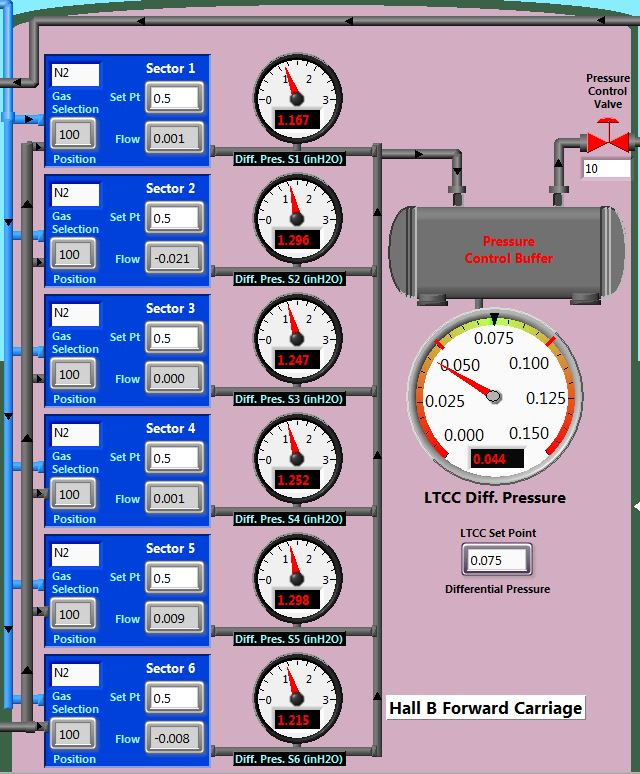 N2
Sector 1
Gas
Selection
Set Pt
0.5
100
Flow
0.001
Position
0
1
2
3
1.167
Diff. Pres. S1 (inH2O)
N2
Sector 2
Gas
Selection
Set Pt
0.5
100
Flow
-0.021
Position
0
1
2
3
1.296
Diff. Pres. S2 (inH2O)
N2
Sector 3
Gas
Selection
Set Pt
0.5
100
Flow
0.000
Position
0
1
2
3
1.247
Diff. Pres. S3 (inH2O)
N2
Sector 4
Gas
Selection
Set Pt
0.5
100
Flow
0.001
Position
0
1
2
3
1.252
Diff. Pres. S4 (inH2O)
N2
Sector 5
Gas
Selection
Set Pt
0.5
100
Flow
0.009
Position
0
1
2
3
1.298
Diff. Pres. S5 (inH2O)
N2
Sector 6
Gas
Selection
Set Pt
0.5
100
Flow
-0.008
Position
0
1
2
3
1.215
Diff. Pres. S6 (inH2O)
Pressure
Control
Valve
10
Pressure
Control Buffer
0.075
0.050
0.100
0.025
0.125
0.000
0.150
0.044
LTCC Diff. Pressure
LTCC Set Point
0.075
Differential Pressure
Hall B Forward Carriage